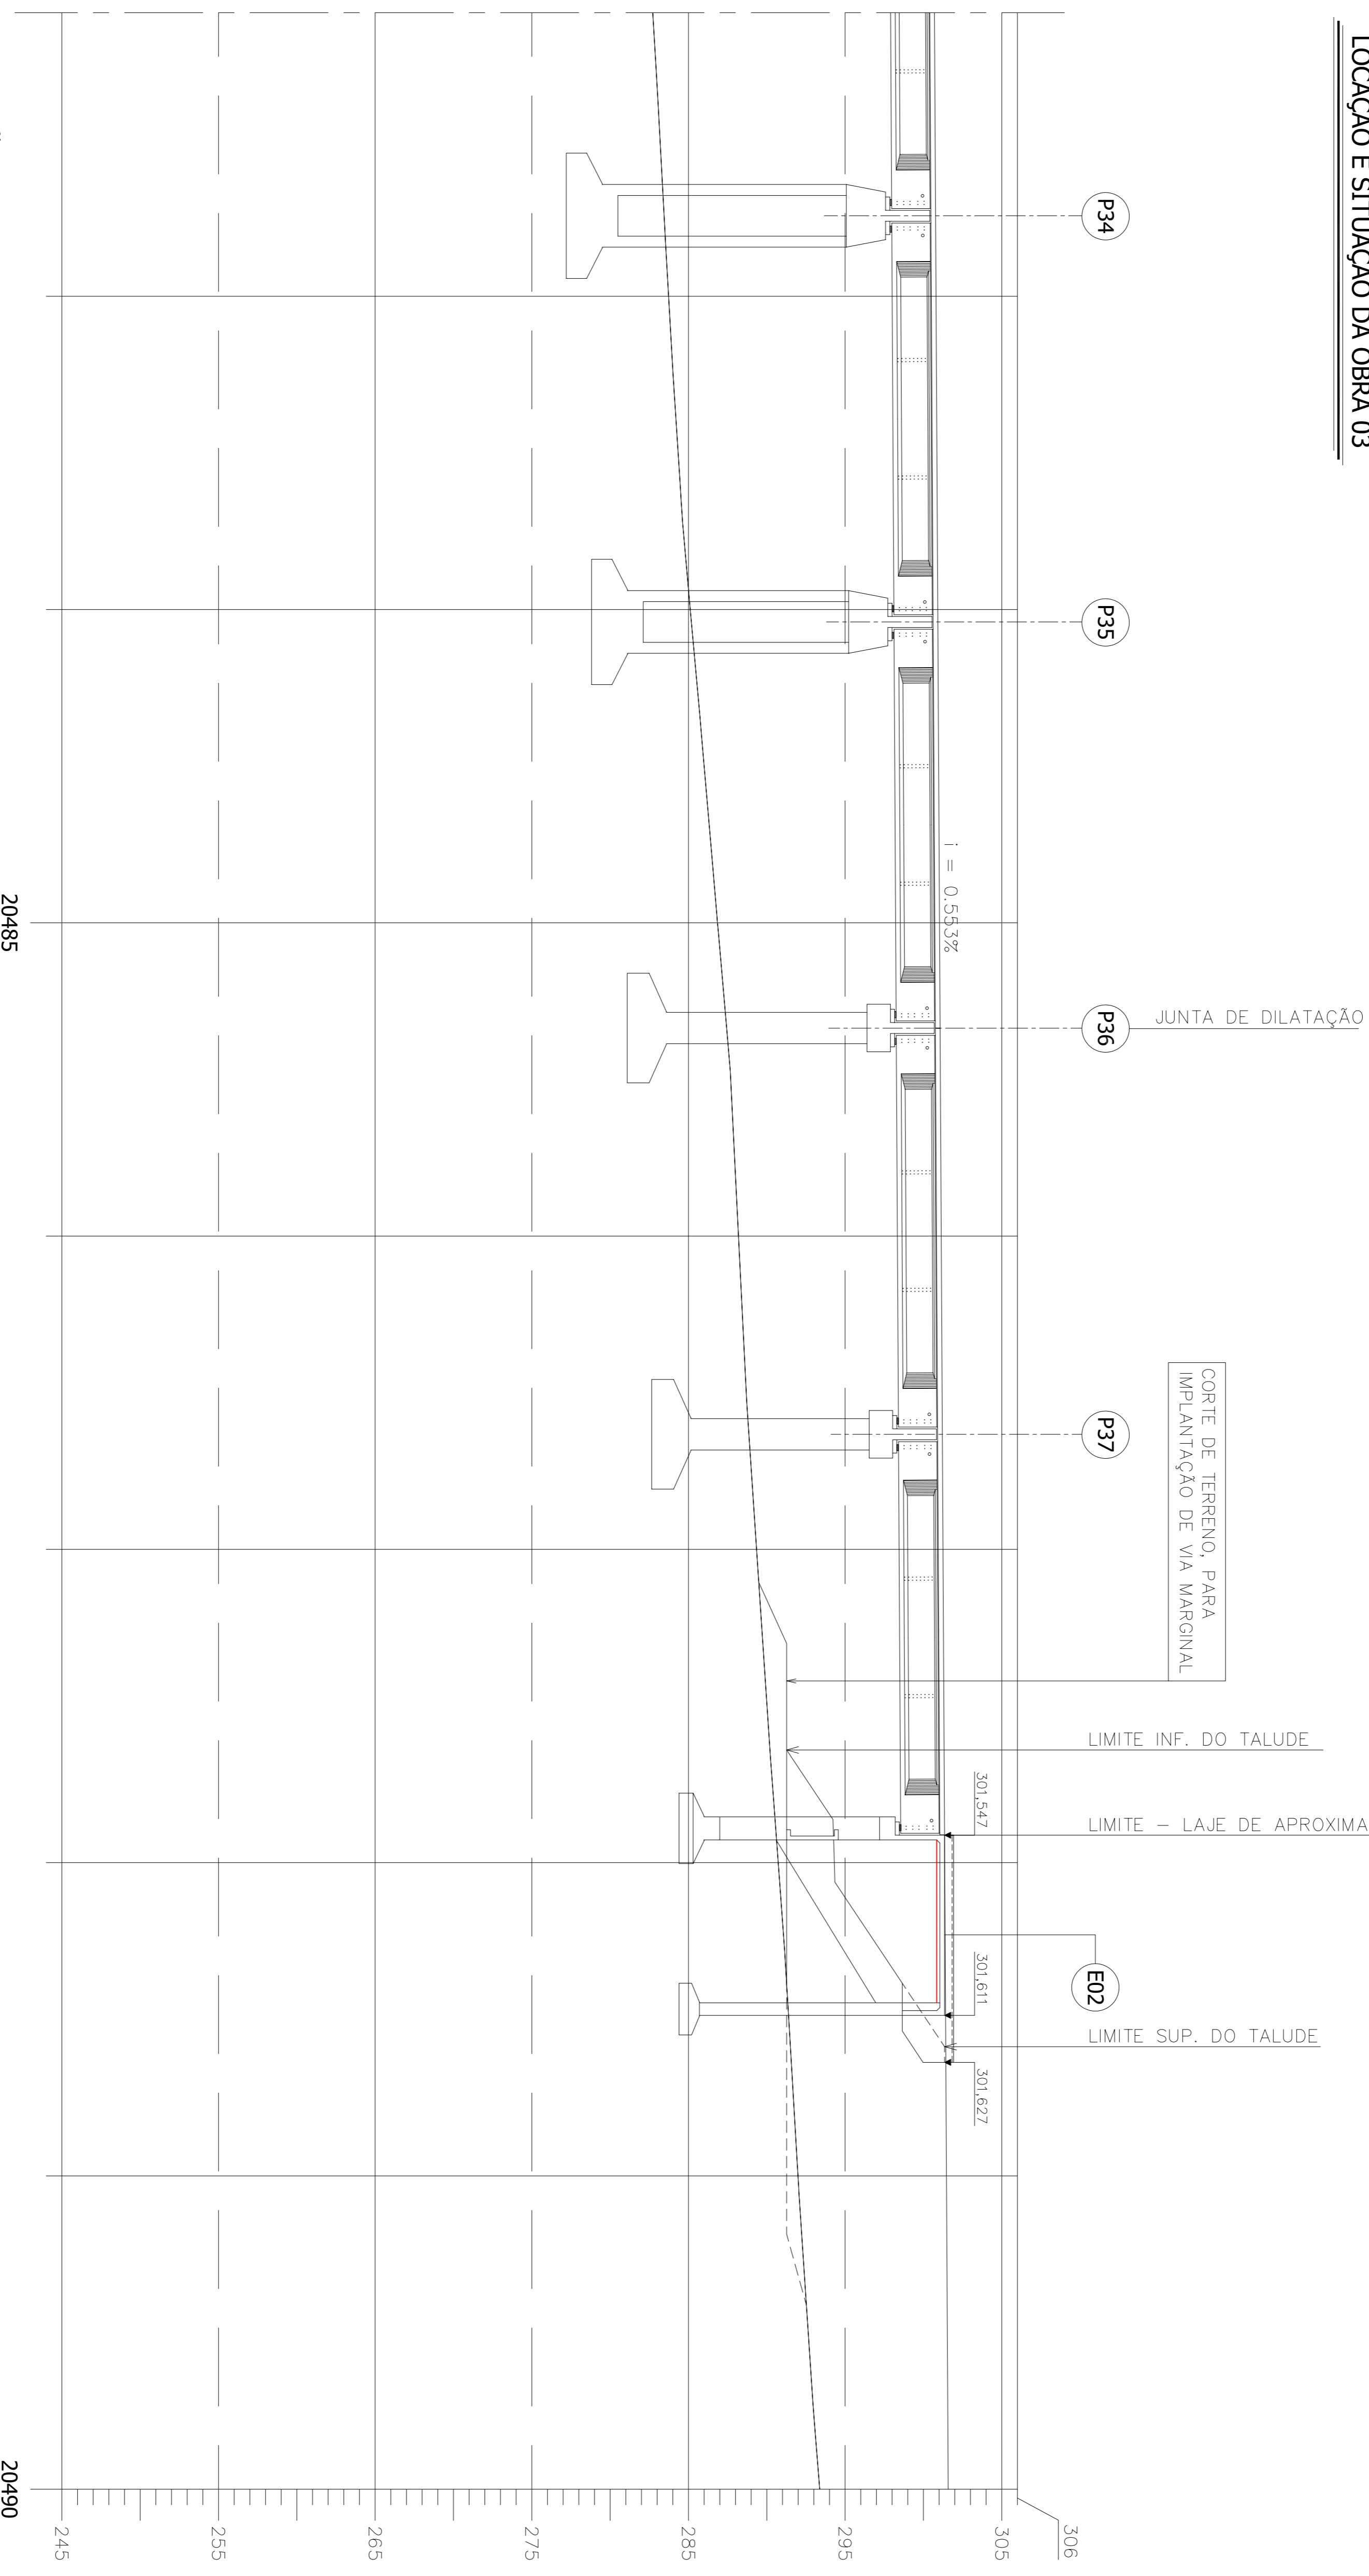 LOCAÇÃO E SITUAÇÃO DA OBRA 03
P34
P35
P36
JUNTA DE DILATAÇÃO
P37
CORTE DE TERRENO, PARA
IMPLANTAÇÃO DE VIA MARGINAL
LIMITE INF. DO TALUDE
LIMITE – LAJE DE APROXIMA
E02
LIMITE SUP. DO TALUDE
i = 0,553%
301,547
301,611
301,627
306
305
295
285
275
265
255
245
20485
20490